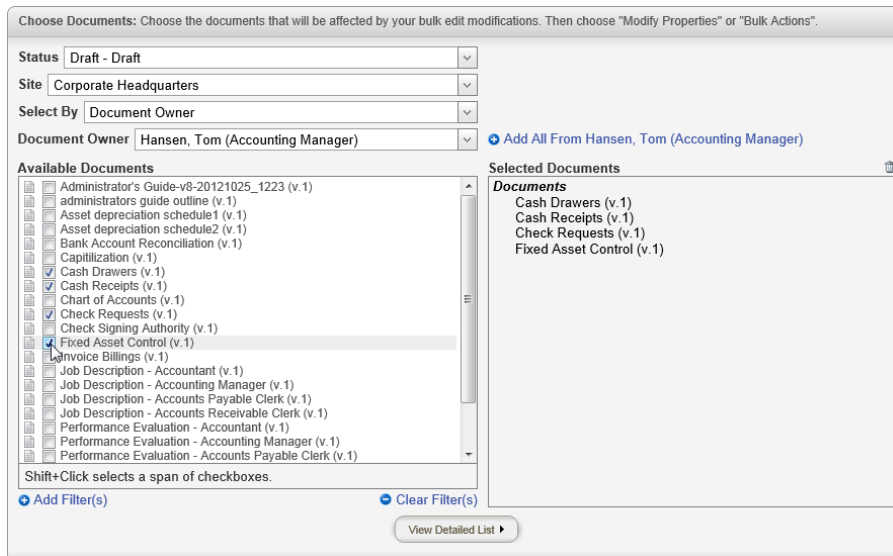 Choose Documents: Choose the documents that will be affected by your bulk edit modifications. Then choose "Modify Properties" or "Bulk Actions".
Status Draft - Draft
Site Corporate Headquarters
Select By Document Owner
Document Owner Hansen, Tom (Accounting Manager) Add All From Hansen, Tom (Accounting Manager)
Available Documents
Administrator's Guide-v8-20121025_1223 (v.1)
administrators guide outline (v.1)
Asset depreciation schedule1 (v.1)
Asset depreciation schedule2 (v.1)
Bank Account Reconciliation (v.1)
Capitilization (v.1)
Cash Drawers (v.1)
Cash Receipts (v.1)
Chart of Accounts (v.1)
Check Requests (v.1)
Check Signing Authority (v.1)
Fixed Asset Control (v.1)
Invoice Billings (v.1)
Job Description - Accountant (v.1)
Job Description - Accounting Manager (v.1)
Job Description - Accounts Payable Clerk (v.1)
Job Description - Accounts Receivable Clerk (v.1)
Performance Evaluation - Accountant (v.1)
Performance Evaluation - Accounting Manager (v.1)
Performance Evaluation - Accounts Payable Clerk (v.1)
Shift+Click selects a span of checkboxes.
Add Filter(s) Clear Filter(s)
Selected Documents
Documents
Cash Drawers (v.1)
Cash Receipts (v.1)
Check Requests (v.1)
Fixed Asset Control (v.1)
View Detailed List